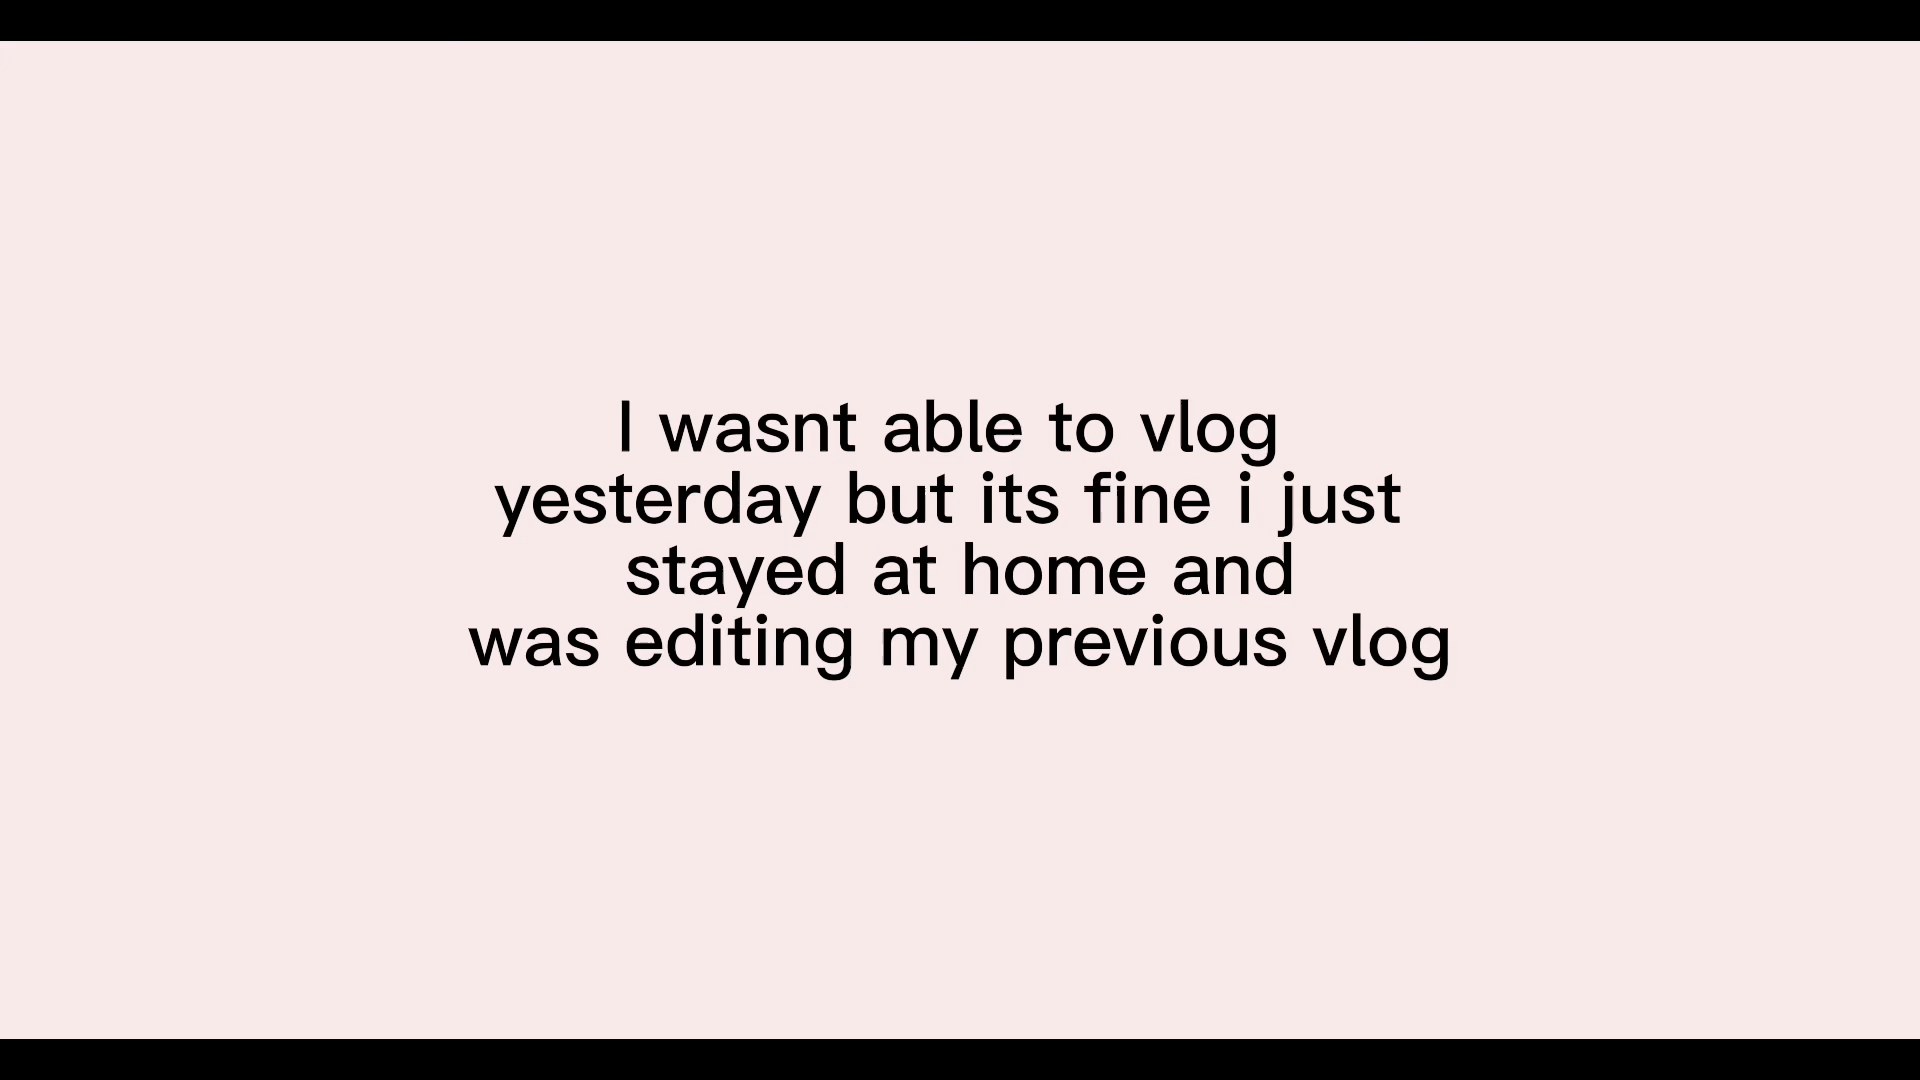 I wasnt able to vlog
yesterday but its fine i just
stayed at home and
was editing my previous vlog